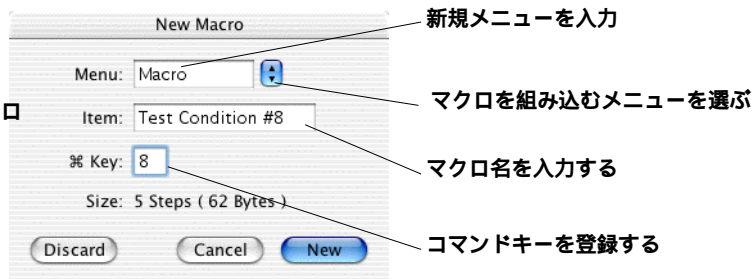 New Macro
新規メニューを入力
Menu: Macro
マクロを組み込むメニューを選ぶ
ロ
Item: Test Condition #8
マクロ名を入力する
⌘ Key: 8
Size: 5 Steps ( 62 Bytes )
コマンドキーを登録する
Discard Cancel New